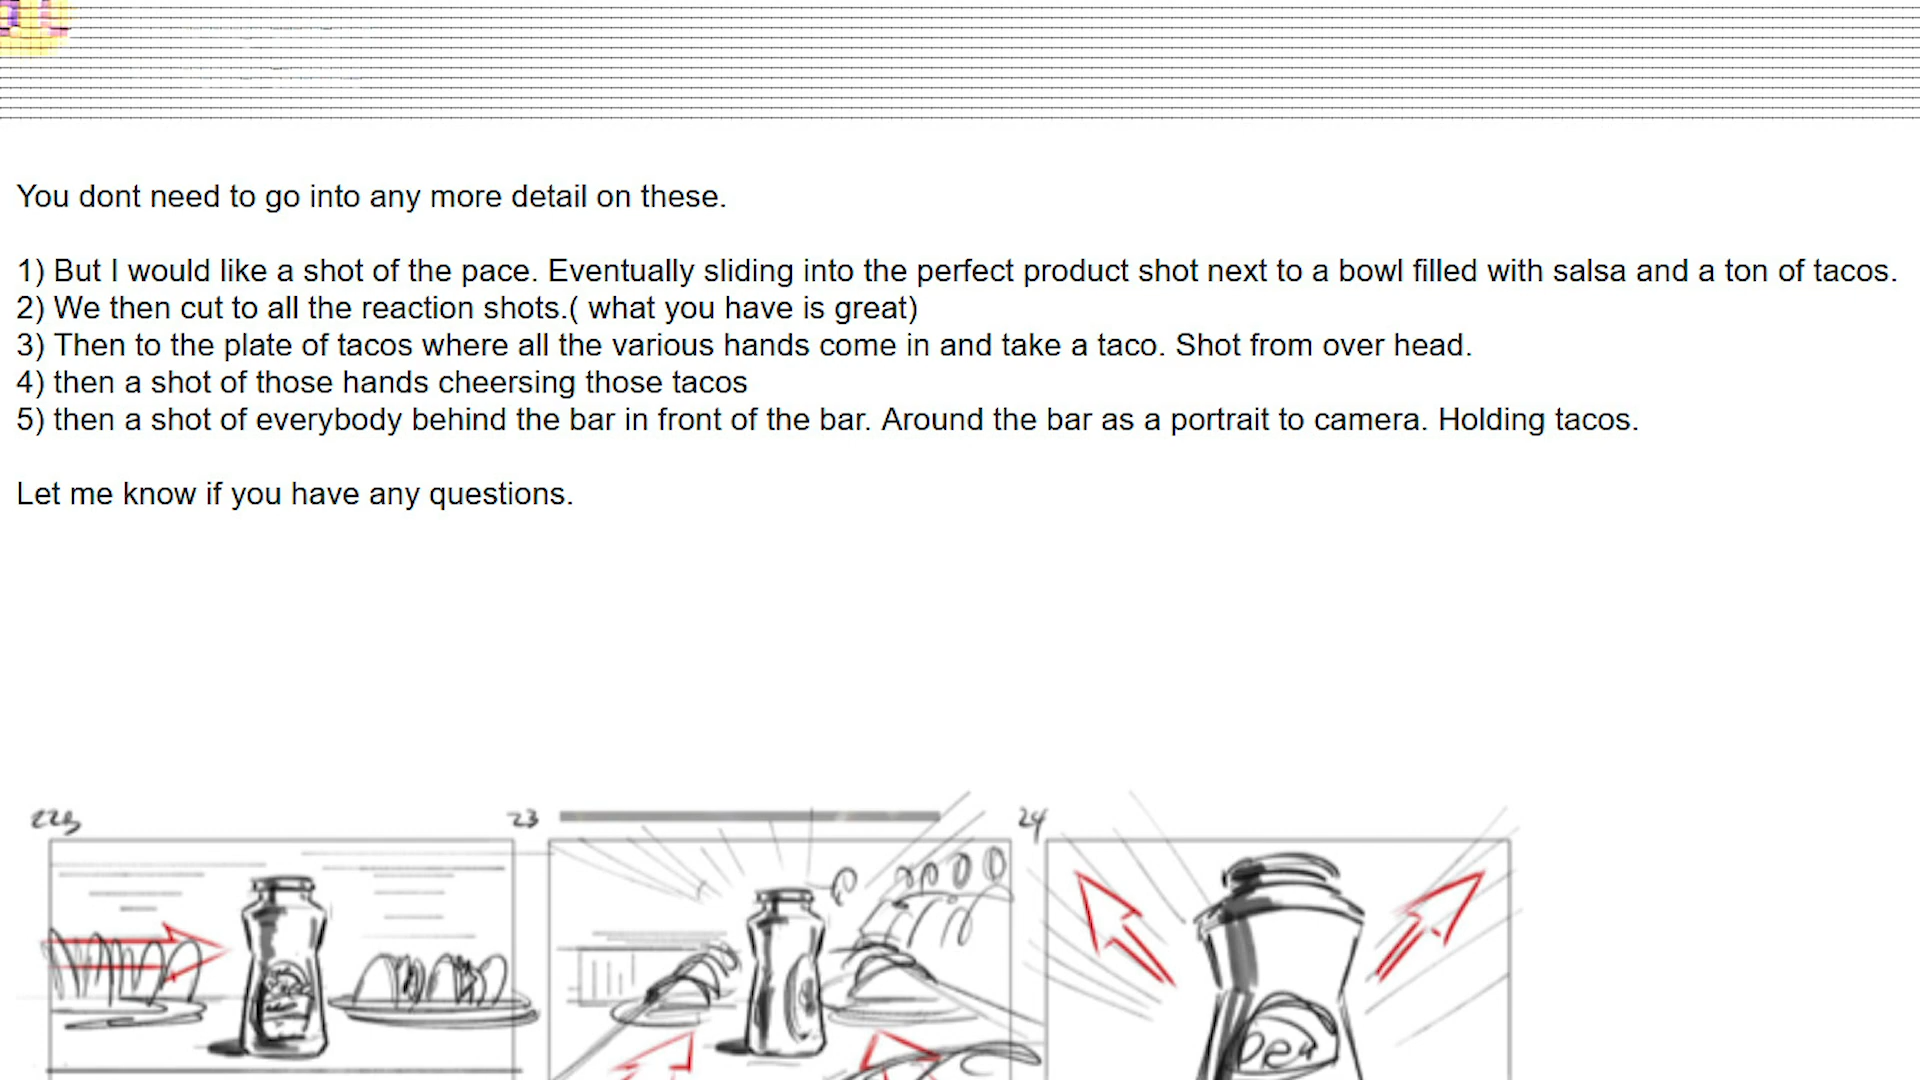 You dont need to go into any more detail on these.
1) But I would like a shot of the pace. Eventually sliding into the perfect product shot next to a bowl filled with salsa and a ton of tacos.
2) We then cut to all the reaction shots.( what you have is great)
3) Then to the plate of tacos where all the various hands come in and take a taco. Shot from over head.
4) then a shot of those hands cheersing those tacos
5) then a shot of everybody behind the bar in front of the bar. Around the bar as a portrait to camera. Holding tacos.
Let me know if you have any questions.
23
24